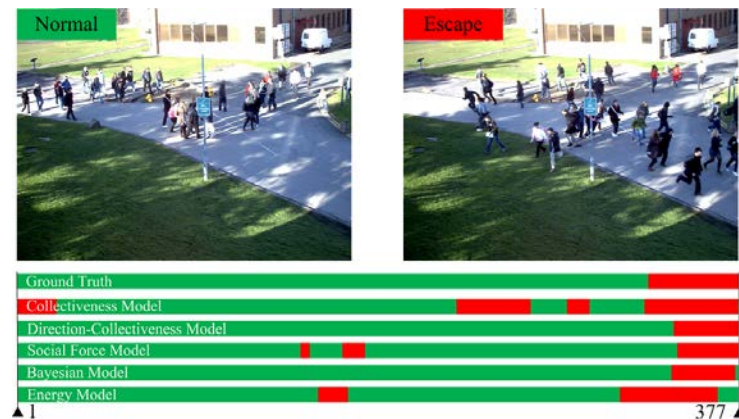 Normal
Escape
Ground Truth
Collectiveness Model
Direction-Collectiveness Model
Social Force Model
Bayesian Model
Energy Model
1
377